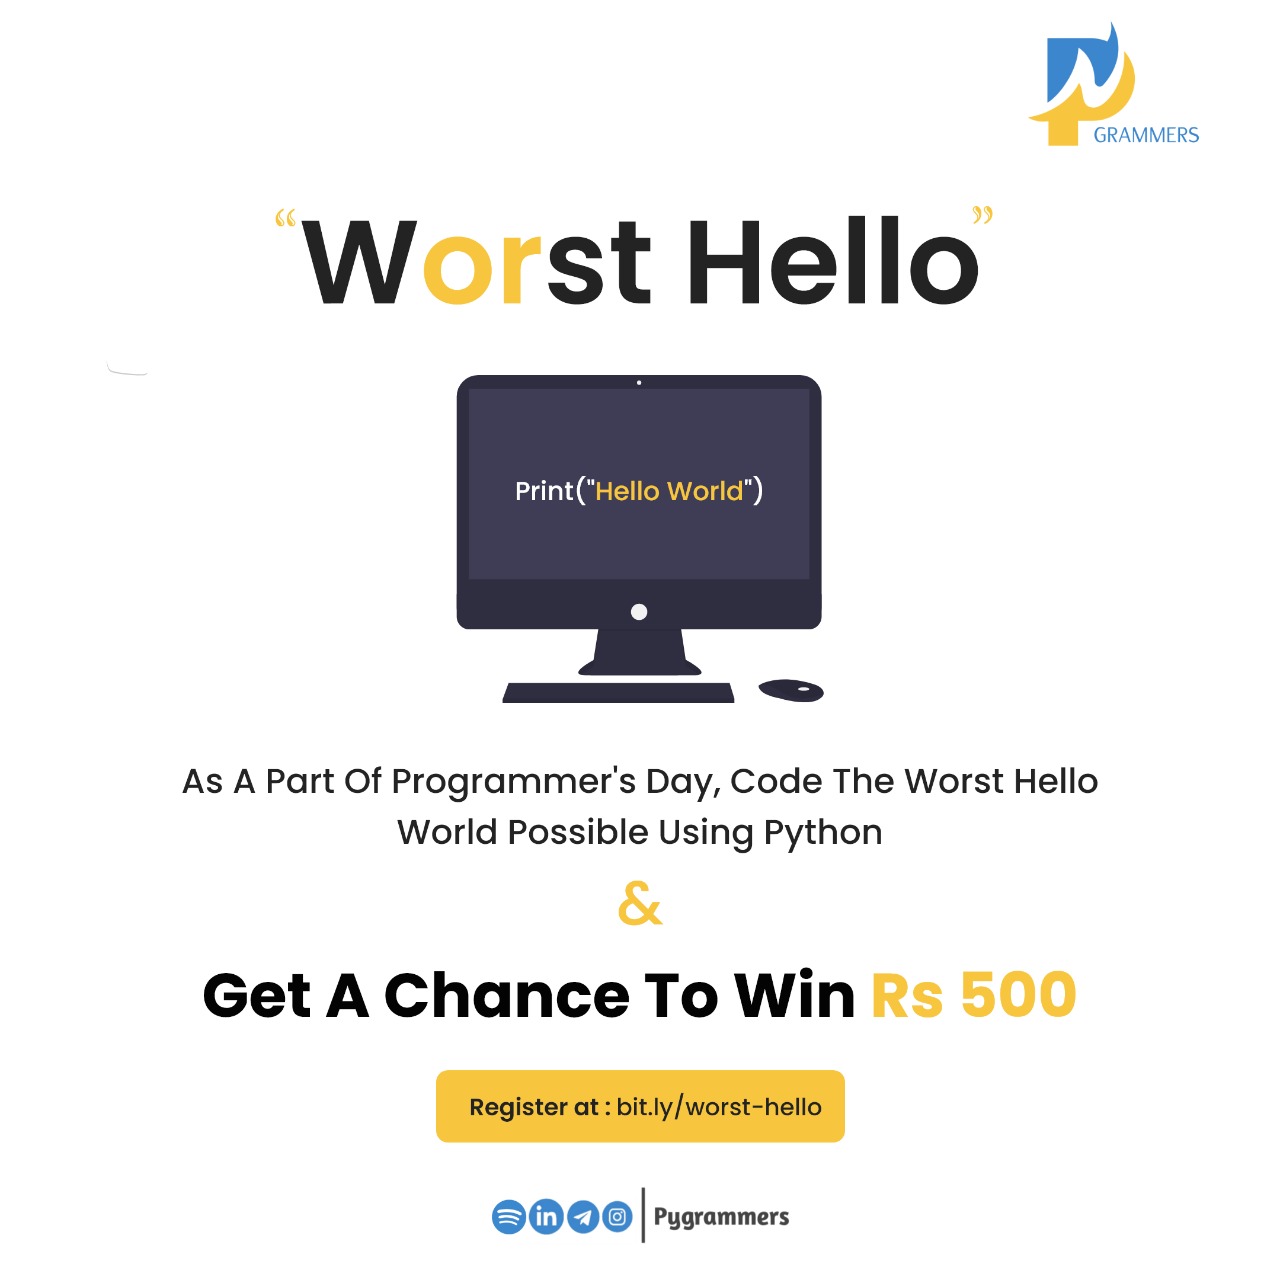 GRAMMERS
“Worst Hello”
Print("Hello World")
As A Part Of Programmer's Day, Code The Worst Hello
World Possible Using Python
&
Get A Chance To Win Rs 500
Register at : bit.ly/worst-hello
Pygrammers